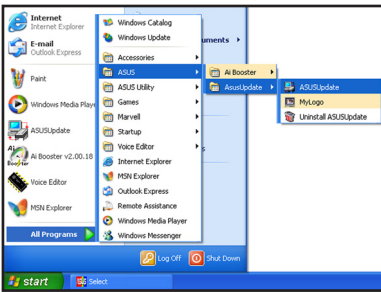 Internet
Internet Explorer
E-mail
Outlook Express
Paint
Windows Media Playe
ASUSUpdate
Ai Booster v2.00.18
Voice Editor
MSN Explorer
All Programs
Windows Catalog
Windows Update
Accessories
ASUS
ASUS Utility
Games
Marvell
Startup
Voice Editor
Internet Explorer
MSN Explorer
Outlook Express
Remote Assistance
Windows Media Player
Windows Messenger
uments
s
Ai Booster
AsusUpdate
ASUSUpdate
MyLogo
Uninstall ASUSUpdate
Log Off
Shut Down
start
Select